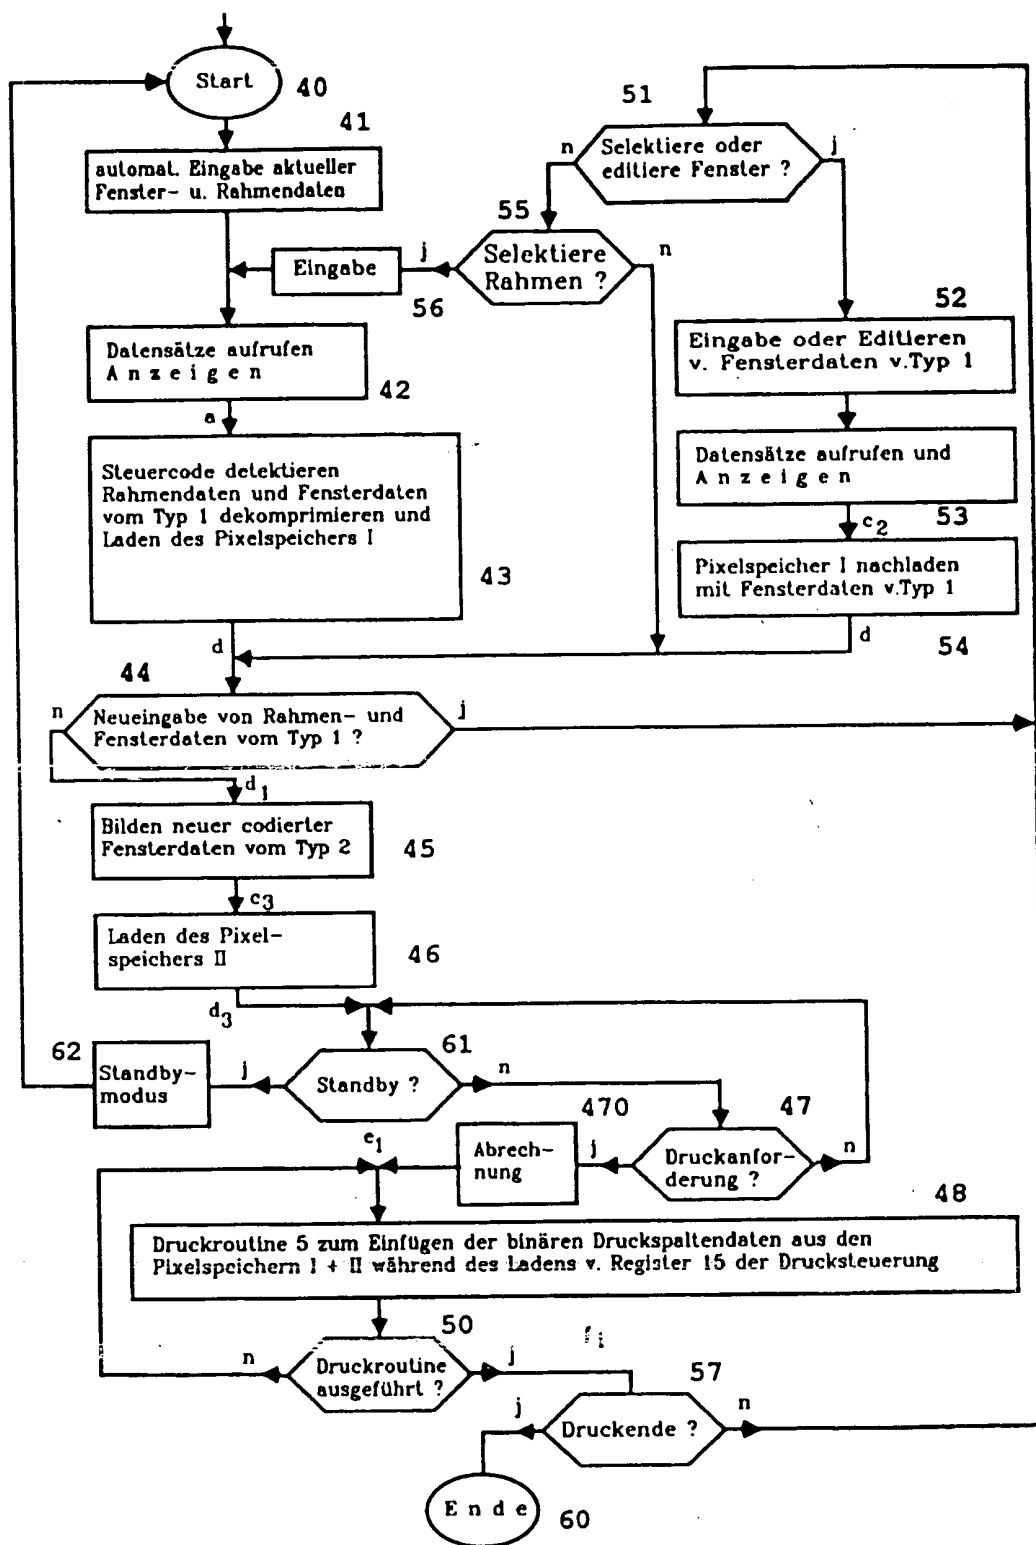 Start
40
41
automat. Eingabe aktueller
Fenster- u. Rahmendaten
51
n
Selektiere oder
editiere Fenster ?
j
55
Eingabe
j
Selektiere
Rahmen ?
n
56
52
Datensätze aufrufen
A n z e i g e n
42
Eingabe oder Editieren
v. Fensterdaten v.Typ 1
a
Steuercode detektieren
Rahmendaten und Fensterdaten
vom Typ 1 dekomprimieren und
Laden des Pixelspeichers I
43
Datensätze aufrufen und
A n z e i g e n
53
c2
Pixelspeicher I nachladen
mit Fensterdaten v.Typ 1
d
d
54
44
n
Neueingabe von Rahmen- und
Fensterdaten vom Typ 1 ?
j
d1
Bilden neuer codierter
Fensterdaten vom Typ 2
45
c3
Laden des Pixel-
speichers II
46
d3
62
Standby-
modus
j
61
Standby ?
n
470
47
e1
Abrech-
nung
j
Druckanfor-
derung ?
n
48
Druckroutine 5 zum Einfügen der binären Druckspaltendaten aus den
Pixelspeichern I + II während des Ladens v. Register 15 der Drucksteuerung
50
n
Druckroutine
ausgeführt ?
j
57
j
Druckende ?
n
E n d e
60